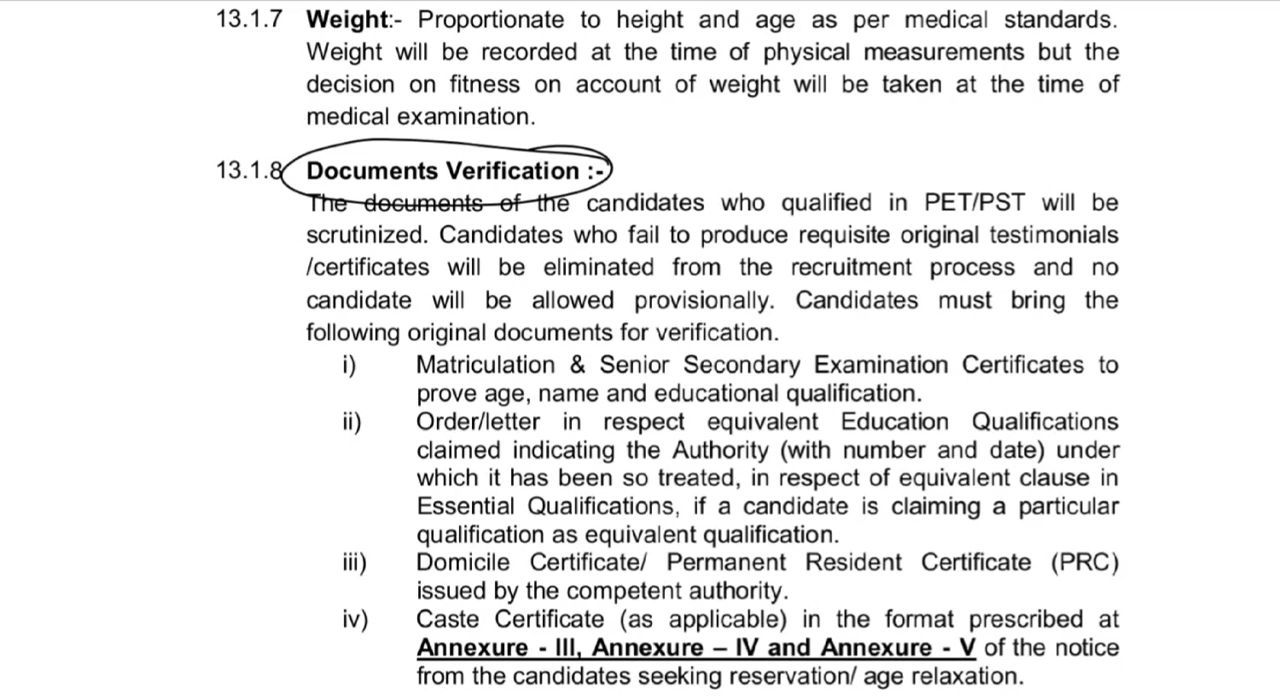 13.1.7 Weight:- Proportionate to height and age as per medical standards.
Weight will be recorded at the time of physical measurements but the
decision on fitness on account of weight will be taken at the time of
medical examination.
13.1.8 Documents Verification :-
The documents of the candidates who qualified in PET/PST will be
scrutinized. Candidates who fail to produce requisite original testimonials
/certificates will be eliminated from the recruitment process and no
candidate will be allowed provisionally. Candidates must bring the
following original documents for verification.
i) Matriculation & Senior Secondary Examination Certificates to
prove age, name and educational qualification.
ii) Order/letter in respect equivalent Education Qualifications
claimed indicating the Authority (with number and date) under
which it has been so treated, in respect of equivalent clause in
Essential Qualifications, if a candidate is claiming a particular
qualification as equivalent qualification.
iii) Domicile Certificate/ Permanent Resident Certificate (PRC)
issued by the competent authority.
iv) Caste Certificate (as applicable) in the format prescribed at
Annexure - III, Annexure – IV and Annexure - V of the notice
from the candidates seeking reservation/ age relaxation.